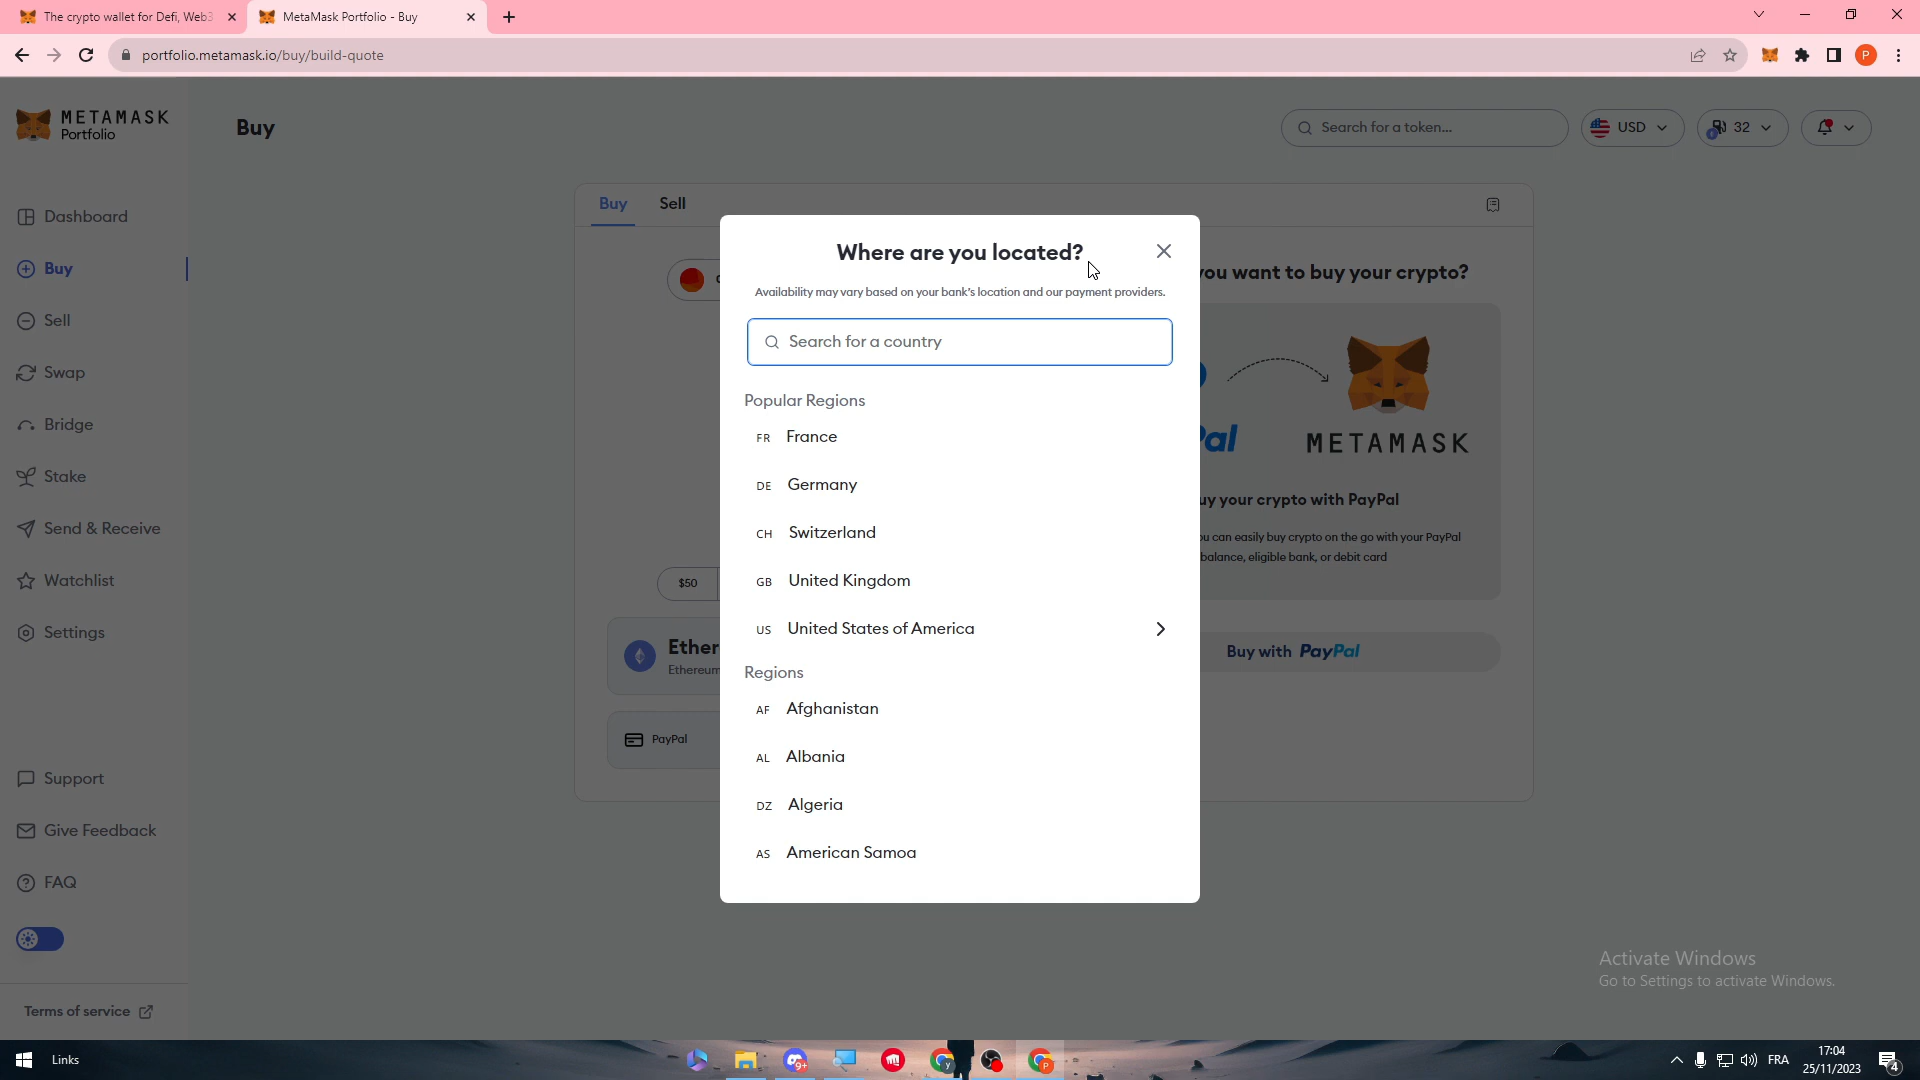 The crypto wallet for Defi, Web3
MetaMask Portfolio - Buy
portfolio.metamask.io/buy/build-quote
P
METAMASK
Portfolio
Buy
Search for a token...
USD
32
Dashboard
Buy
Sell
Swap
Bridge
Stake
Send & Receive
Watchlist
Settings
Support
Give Feedback
FAQ
Terms of service
Buy
Sell
$50
Ether
Ethereum
PayPal
you want to buy your crypto?
Pal
METAMASK
uy your crypto with PayPal
ou can easily buy crypto on the go with your PayPal
balance, eligible bank, or debit card
Buy with PayPal
Where are you located?
Availability may vary based on your bank's location and our payment providers.
Search for a country
Popular Regions
FR France
DE Germany
CH Switzerland
GB United Kingdom
US United States of America
Regions
AF Afghanistan
AL Albania
DZ Algeria
AS American Samoa
Activate Windows
Go to Settings to activate Windows.
Links
9+
y
P
FRA
17:04
25/11/2023
4